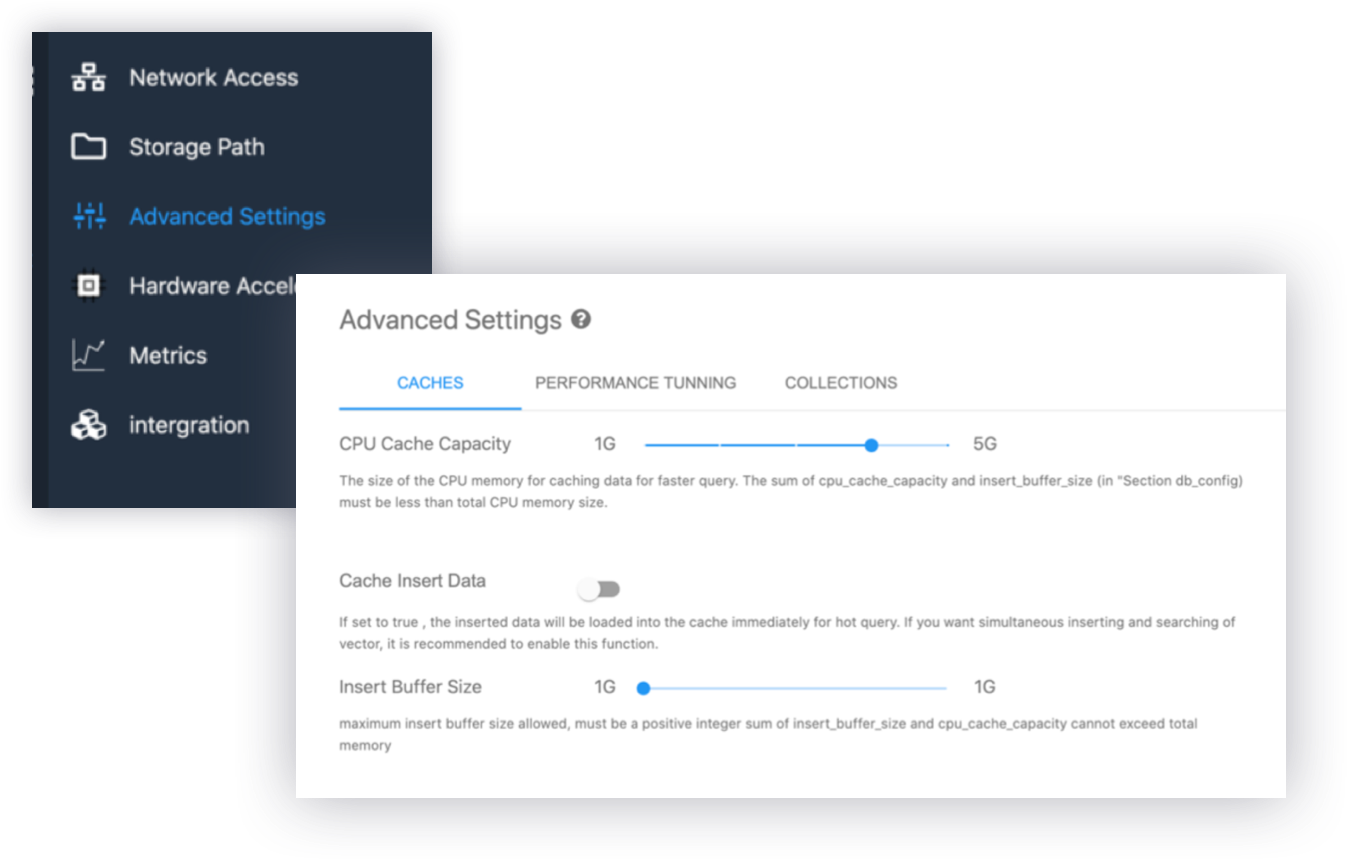 Network Access
Storage Path
Advanced Settings
Hardware Accel
Metrics
intergration
Advanced Settings ?
CACHES PERFORMANCE TUNNING COLLECTIONS
CPU Cache Capacity 1G 5G
The size of the CPU memory for caching data for faster query. The sum of cpu_cache_capacity and insert_buffer_size (in "Section db_config)
must be less than total CPU memory size.
Cache Insert Data
If set to true , the inserted data will be loaded into the cache immediately for hot query. If you want simultaneous inserting and searching of
vector, it is recommended to enable this function.
Insert Buffer Size 1G 1G
maximum insert buffer size allowed, must be a positive integer sum of insert_buffer_size and cpu_cache_capacity cannot exceed total
memory